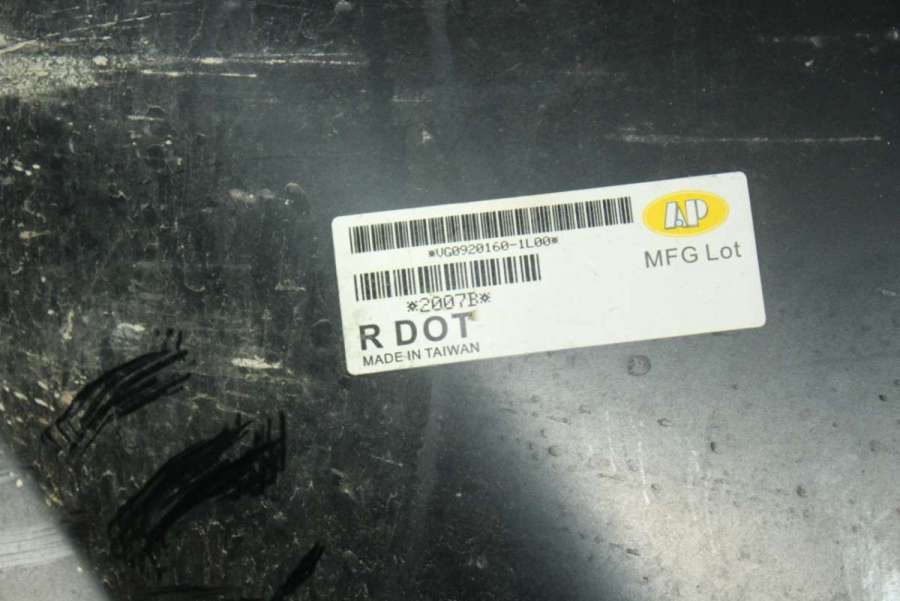 AP
*VG0920160-1L00*
MFG Lot
*2007B*
R DOT
MADE IN TAIWAN